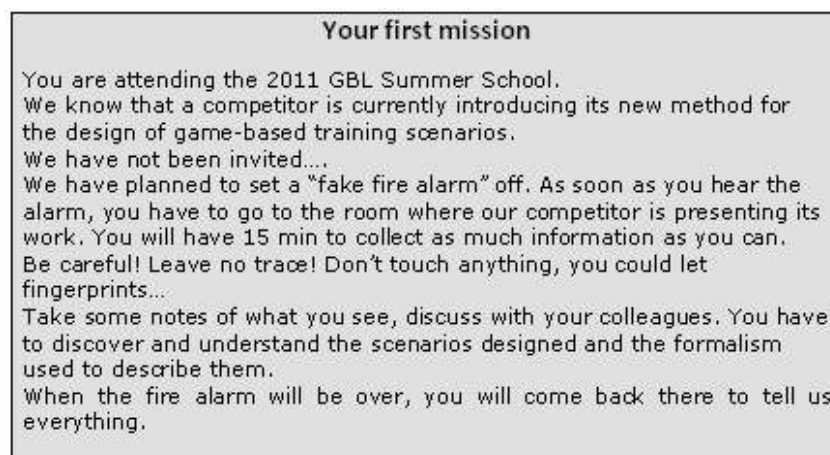 Your first mission
You are attending the 2011 GBL Summer School.
We know that a competitor is currently introducing its new method for
the design of game-based training scenarios.
We have not been invited....
We have planned to set a “fake fire alarm” off. As soon as you hear the
alarm, you have to go to the room where our competitor is presenting its
work. You will have 15 min to collect as much information as you can.
Be careful! Leave no trace! Don’t touch anything, you could let
fingerprints...
Take some notes of what you see, discuss with your colleagues. You have
to discover and understand the scenarios designed and the formalism
used to describe them.
When the fire alarm will be over, you will come back there to tell us
everything.